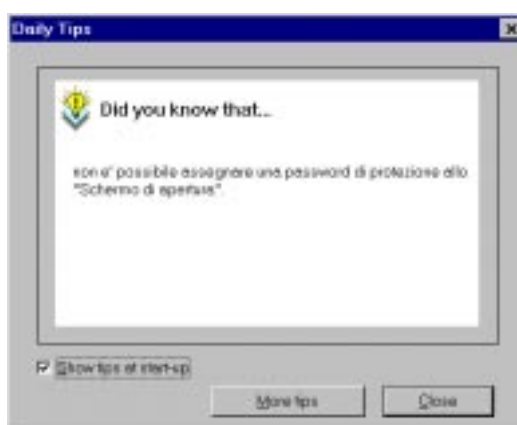 Daily Tips
Did you know that...
non e' possibile assegnare una password di protezione allo
"Schermo di apertura".
Show tips at start-up
More tips
Close